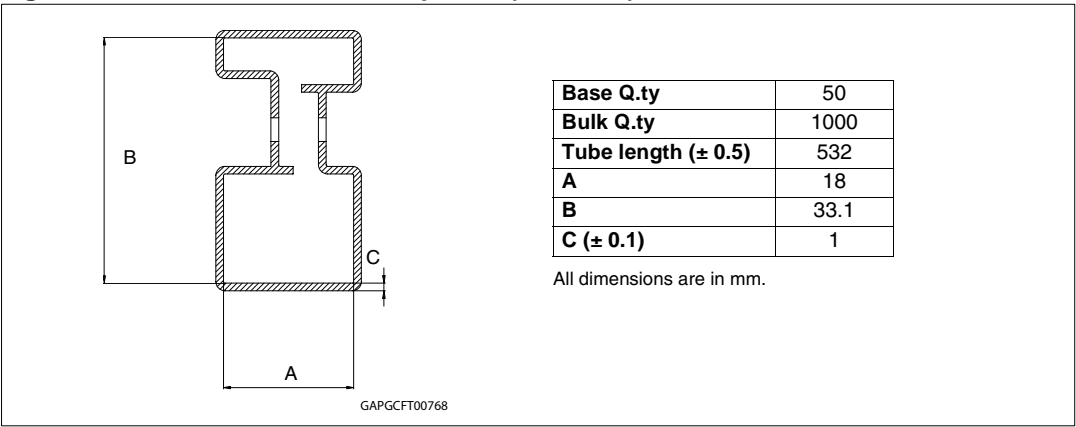 B
C
A
GAPGCFT00768
Base Q.ty 50
Bulk Q.ty 1000
Tube length (± 0.5) 532
A 18
B 33.1
C (± 0.1) 1
All dimensions are in mm.